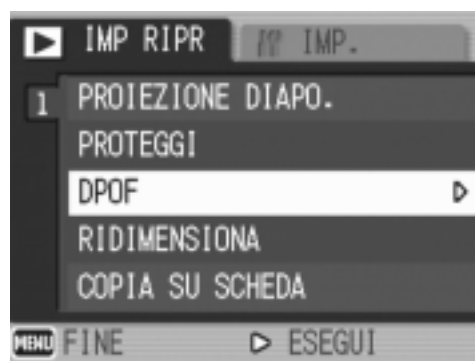 IMP RIPR IMP.
1 PROIEZIONE DIAPO.
PROTEGGI
DPOF
RIDIMENSIONA
COPIA SU SCHEDA
MENU FINE ESEGUI